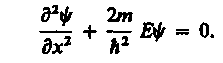 ∂²ψ/∂x² + 2m/ħ² Eψ = 0.